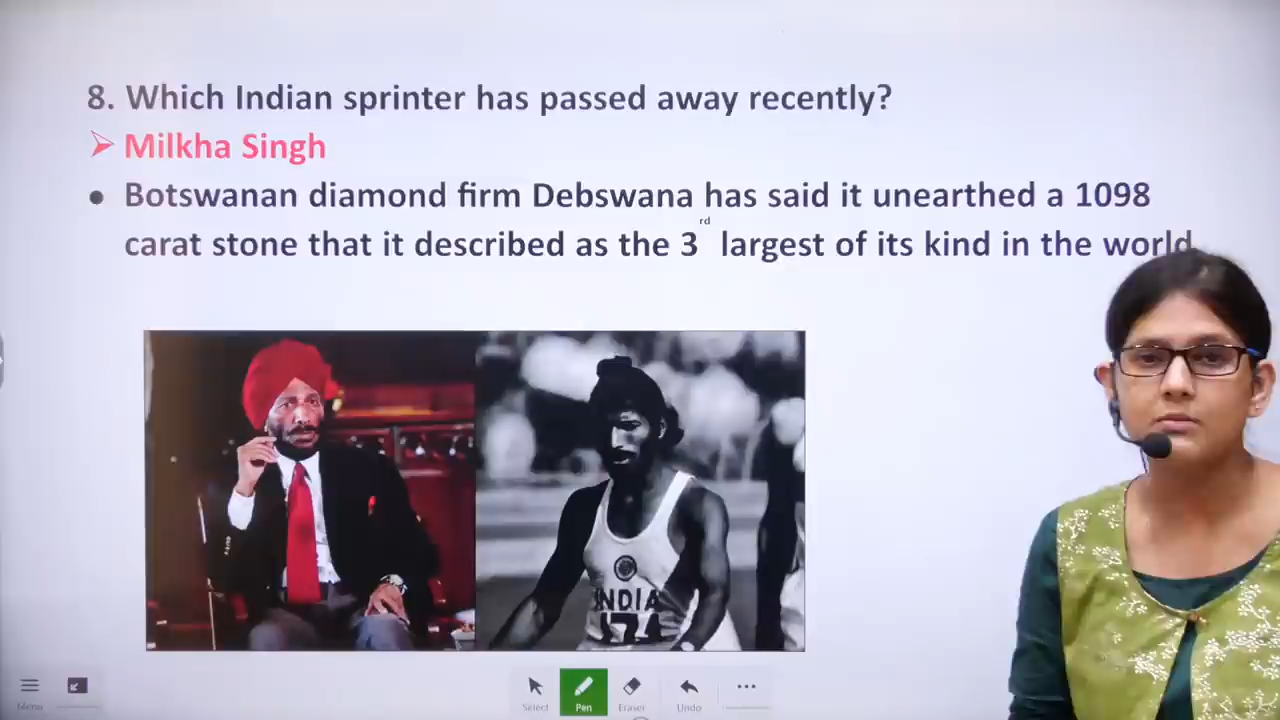 8. Which Indian sprinter has passed away recently?
➢ Milkha Singh
• Botswanan diamond firm Debswana has said it unearthed a 1098
carat stone that it described as the 3rd largest of its kind in the world
INDIA
174
Menu
Select
Pen
Eraser
Undo